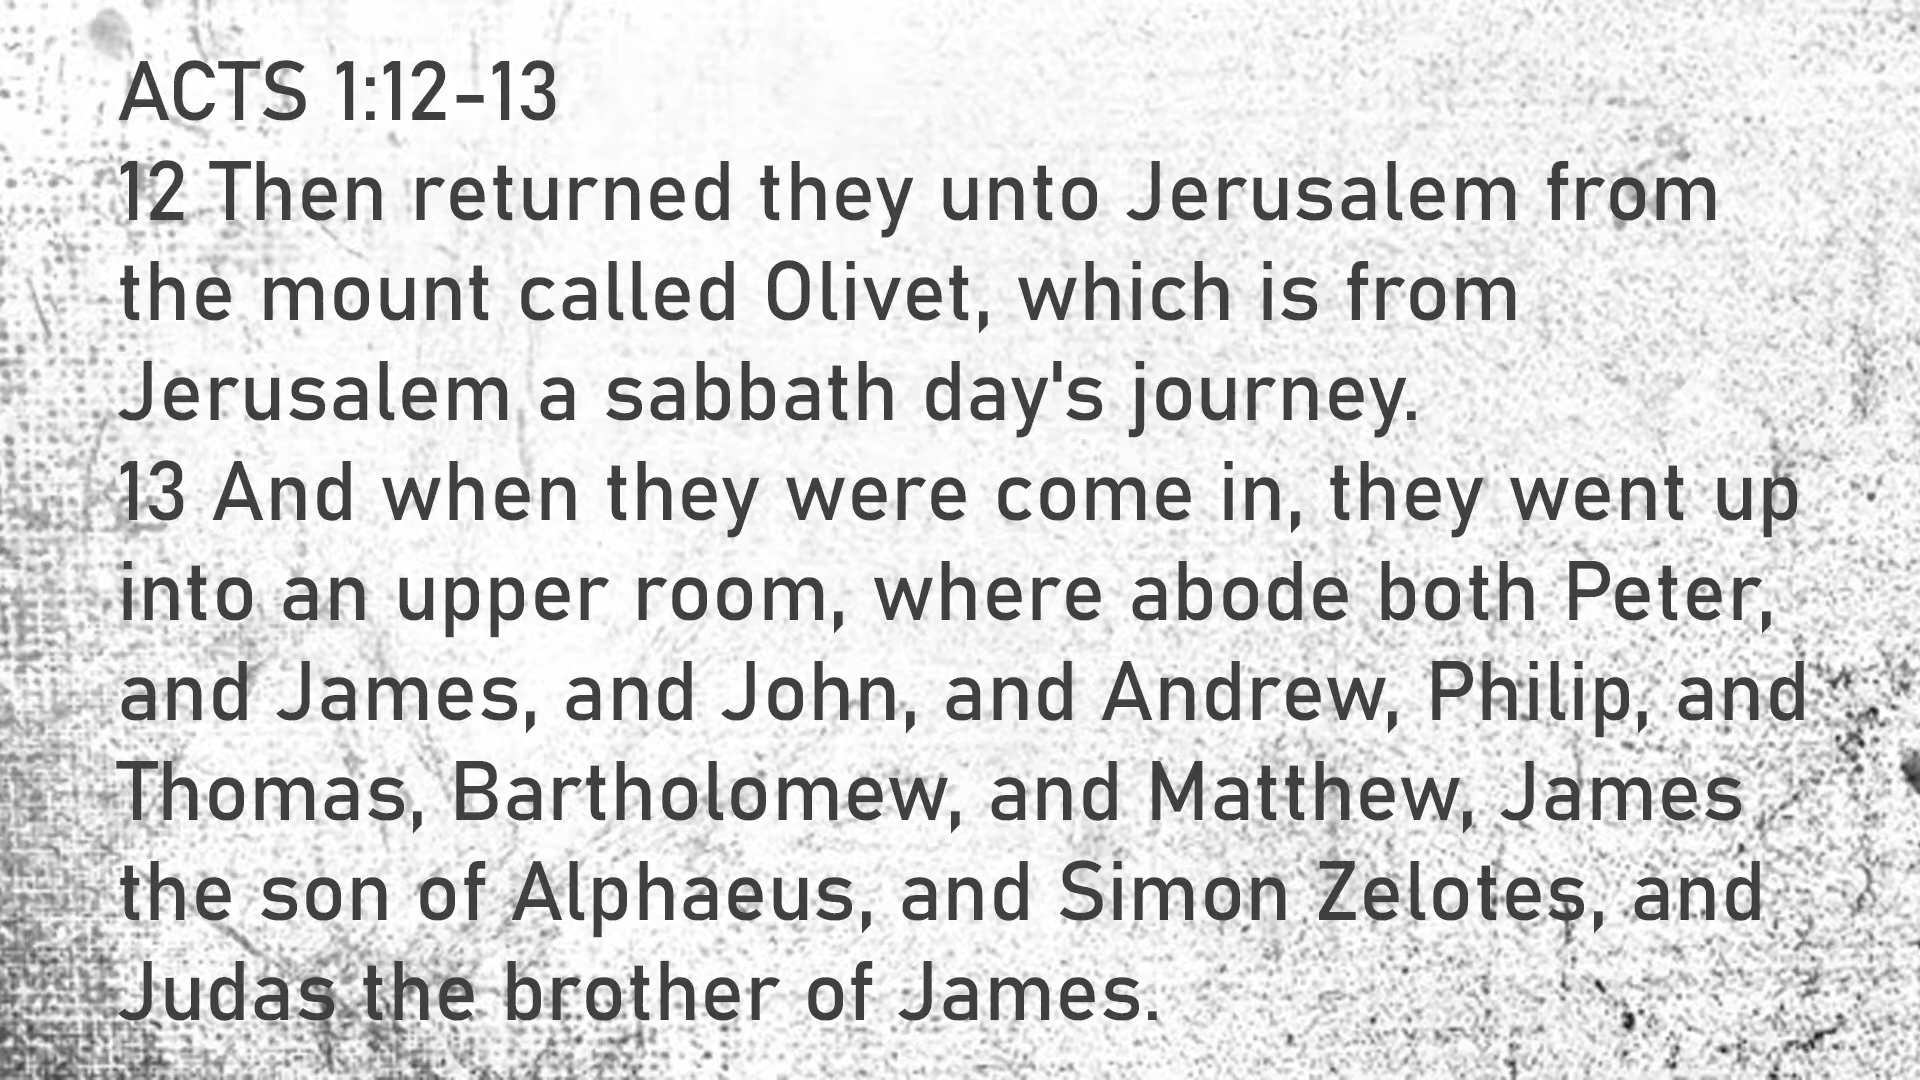 ACTS 1:12-13
12 Then returned they unto Jerusalem from
the mount called Olivet, which is from
Jerusalem a sabbath day's journey.
13 And when they were come in, they went up
into an upper room, where abode both Peter,
and James, and John, and Andrew, Philip, and
Thomas, Bartholomew, and Matthew, James
the son of Alphaeus, and Simon Zelotes, and
Judas the brother of James.